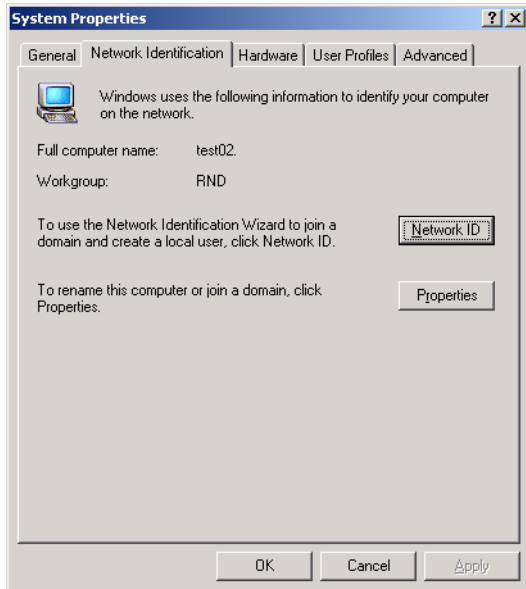 System Properties
General Network Identification Hardware User Profiles Advanced
Windows uses the following information to identify your computer
on the network.
Full computer name: test02.
Workgroup: RND
To use the Network Identification Wizard to join a
domain and create a local user, click Network ID.
Network ID
To rename this computer or join a domain, click
Properties.
Properties
OK Cancel Apply